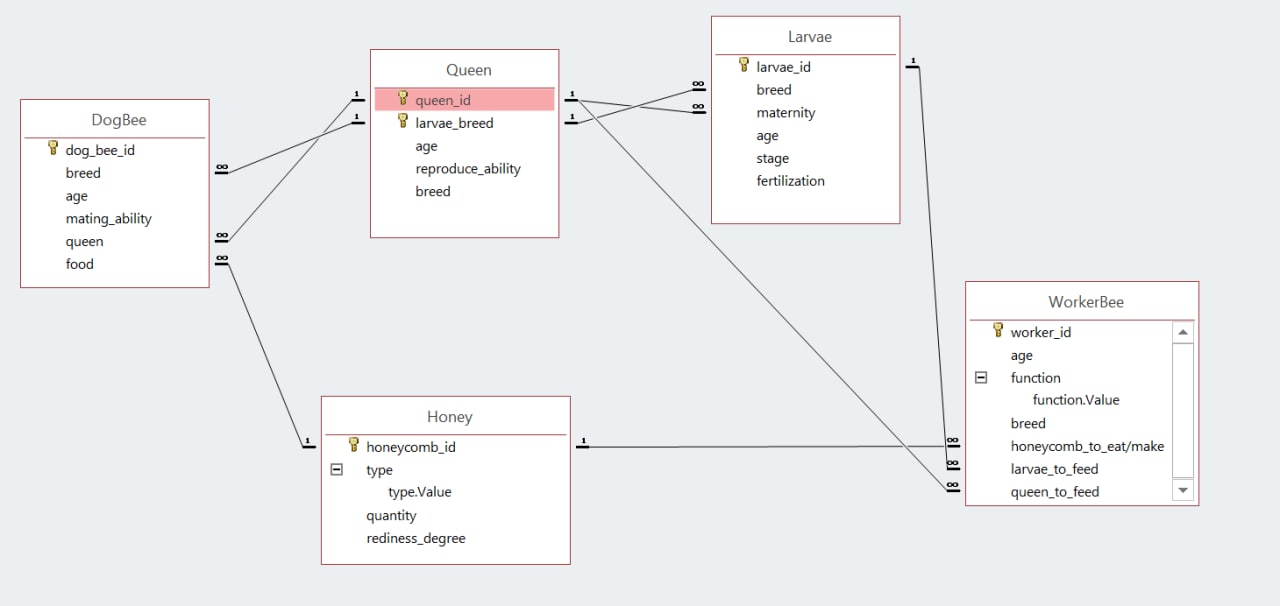 DogBee
dog_bee_id
breed
age
mating_ability
queen
food
Queen
queen_id
larvae_breed
age
reproduce_ability
breed
Larvae
larvae_id
breed
maternity
age
stage
fertilization
Honey
honeycomb_id
type
type.Value
quantity
rediness_degree
WorkerBee
worker_id
age
function
function.Value
breed
honeycomb_to_eat/make
larvae_to_feed
queen_to_feed
1
1
∞
∞
∞
1
1
1
∞
∞
1
1
∞
∞
∞